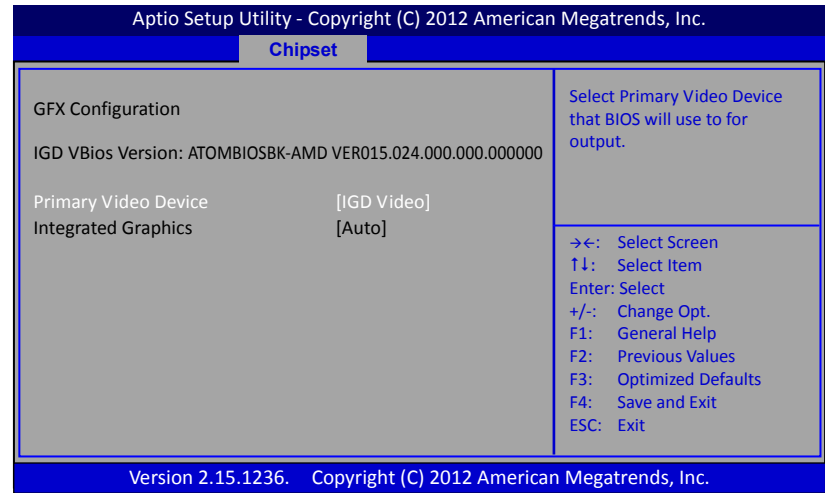 Aptio Setup Utility - Copyright (C) 2012 American Megatrends, Inc.
Chipset
GFX Configuration
IGD VBios Version: ATOMBIOSBK-AMD VER015.024.000.000.000000
Primary Video Device [IGD Video]
Integrated Graphics [Auto]
Select Primary Video Device
that BIOS will use to for
output.
→←: Select Screen
↑↓: Select Item
Enter: Select
+/-: Change Opt.
F1: General Help
F2: Previous Values
F3: Optimized Defaults
F4: Save and Exit
ESC: Exit
Version 2.15.1236. Copyright (C) 2012 American Megatrends, Inc.